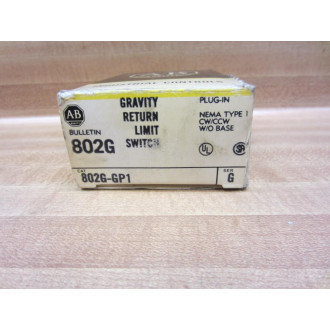 AB
BULLETIN
802G
GRAVITY
RETURN
LIMIT
SWITCH
PLUG-IN
NEMA TYPE 1
CW/CCW
W/O BASE
UL
CAT
802G-GP1
SER
G